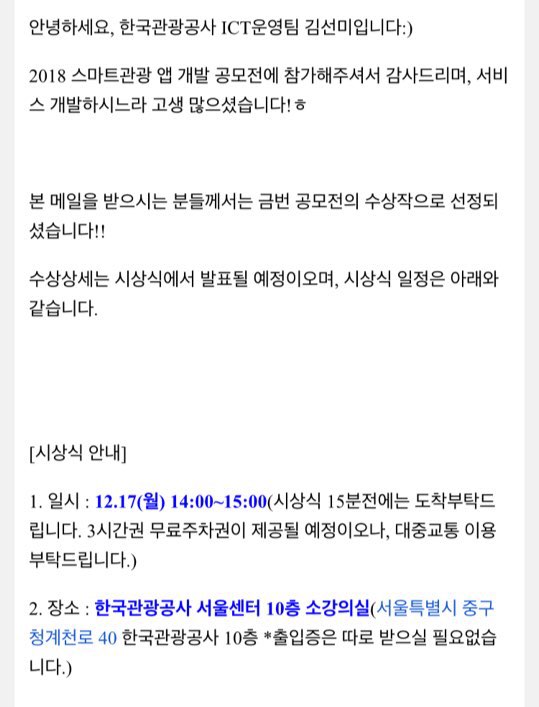 안녕하세요, 한국관광공사 ICT운영팀 김선미입니다:)
2018 스마트관광 앱 개발 공모전에 참가해주셔서 감사드리며, 서비
스 개발하시느라 고생 많으셨습니다!ㅎ
본 메일을 받으시는 분들께서는 금번 공모전의 수상작으로 선정되
셨습니다!!
수상상세는 시상식에서 발표될 예정이오며, 시상식 일정은 아래와
같습니다.
[시상식 안내]
1. 일시 : 12.17(월) 14:00~15:00(시상식 15분전에는 도착부탁드
립니다. 3시간권 무료주차권이 제공될 예정이오나, 대중교통 이용
부탁드립니다.)
2. 장소 : 한국관광공사 서울센터 10층 소강의실(서울특별시 중구
청계천로 40 한국관광공사 10층 *출입증은 따로 받으실 필요없습
니다.)